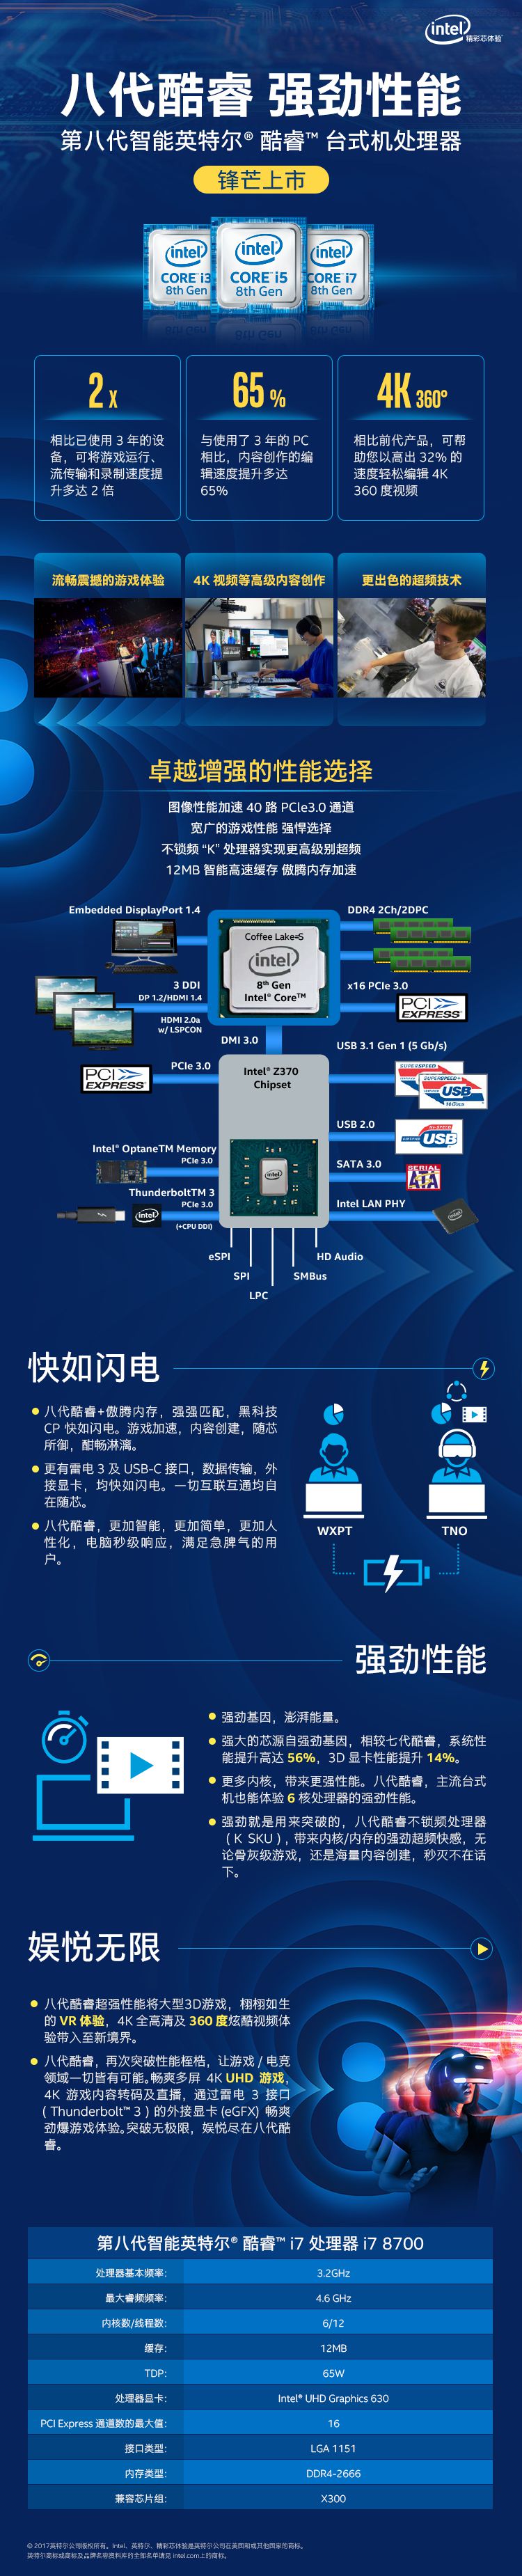 intel
精彩芯体验
八代酷睿 强劲性能
第八代智能英特尔® 酷睿™ 台式机处理器
锋芒上市
intel
CORE i3
8th Gen
intel
CORE i5
8th Gen
intel
CORE i7
8th Gen
2 X
相比已使用 3 年的设
备，可将游戏运行、
流传输和录制速度提
升多达 2 倍
65 %
与使用了 3 年的 PC
相比，内容创作的编
辑速度提升多达
65%
4K 360°
相比前代产品，可帮
助您以高出 32% 的
速度轻松编辑 4K
360 度视频
流畅震撼的游戏体验
4K 视频等高级内容创作
更出色的超频技术
卓越增强的性能选择
图像性能加速 40 路 PCIe3.0 通道
宽广的游戏性能 强悍选择
不锁频 “K” 处理器实现更高级别超频
12MB 智能高速缓存 傲腾内存加速
Embedded DisplayPort 1.4
DDR4 2Ch/2DPC
Coffee Lake-S
intel
8th Gen
Intel® Core™
3 DDI
DP 1.2/HDMI 1.4
HDMI 2.0a
w/ LSPCON
x16 PCIe 3.0
PCI
EXPRESS
DMI 3.0
USB 3.1 Gen 1 (5 Gb/s)
PCIe 3.0
PCI
EXPRESS
Intel® Z370
Chipset
SUPERSPEED
SUPERSPEED+
USB
USB 2.0
USB
Intel® OptaneTM Memory
PCIe 3.0
SATA 3.0
SERIAL
ATA
ThunderboltTM 3
PCIe 3.0
(+CPU DDI)
intel
intel
Intel LAN PHY
intel
eSPI
HD Audio
SPI
SMBus
LPC
快如闪电
八代酷睿+傲腾内存，强强匹配，黑科技
CP 快如闪电。游戏加速，内容创建，随芯
所御，酣畅淋漓。
更有雷电 3 及 USB-C 接口，数据传输，外
接显卡，均快如闪电。一切互联互通均自
在随芯。
八代酷睿，更加智能，更加简单，更加人
性化，电脑秒级响应，满足急脾气的用
户。
WXPT
TNO
强劲性能
强劲基因，澎湃能量。
强大的芯源自强劲基因，相较七代酷睿，系统性
能提升高达 56%，3D 显卡性能提升 14%。
更多内核，带来更强性能。八代酷睿，主流台式
机也能体验 6 核处理器的强劲性能。
强劲就是用来突破的，八代酷睿不锁频处理器
（K SKU），带来内核/内存的强劲超频快感，无
论骨灰级游戏，还是海量内容创建，秒灭不在话
下。
娱悦无限
八代酷睿超强性能将大型3D游戏，栩栩如生
的 VR 体验，4K 全高清及 360 度炫酷视频体
验带入至新境界。
八代酷睿，再次突破性能桎梏，让游戏 / 电竞
领域一切皆有可能。畅爽多屏 4K UHD 游戏，
4K 游戏内容转码及直播，通过雷电 3 接口
( Thunderbolt™ 3 ) 的外接显卡 (eGFX) 畅爽
劲爆游戏体验。突破无极限，娱悦尽在八代酷
睿。
第八代智能英特尔® 酷睿™ i7 处理器 i7 8700
处理器基本频率: 3.2GHz
最大睿频频率: 4.6 GHz
内核数/线程数: 6/12
缓存: 12MB
TDP: 65W
处理器显卡: Intel® UHD Graphics 630
PCI Express 通道数的最大值: 16
接口类型: LGA 1151
内存类型: DDR4-2666
兼容芯片组: X300
© 2017英特尔公司版权所有。Intel、英特尔、精彩芯体验是英特尔公司在美国和或其他国家的商标。
英特尔商标或商标及品牌名称资料库的全部名单请见 intel.com上的商标。